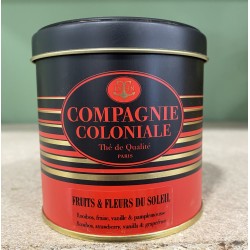 COMPAGNIE
COLONIALE
Thé de Qualité
PARIS
FRUITS & FLEURS DU SOLEIL
Rooibos, fraise, vanille & pamplemousse
Rooibos, strawberry, vanilla & grapefruit